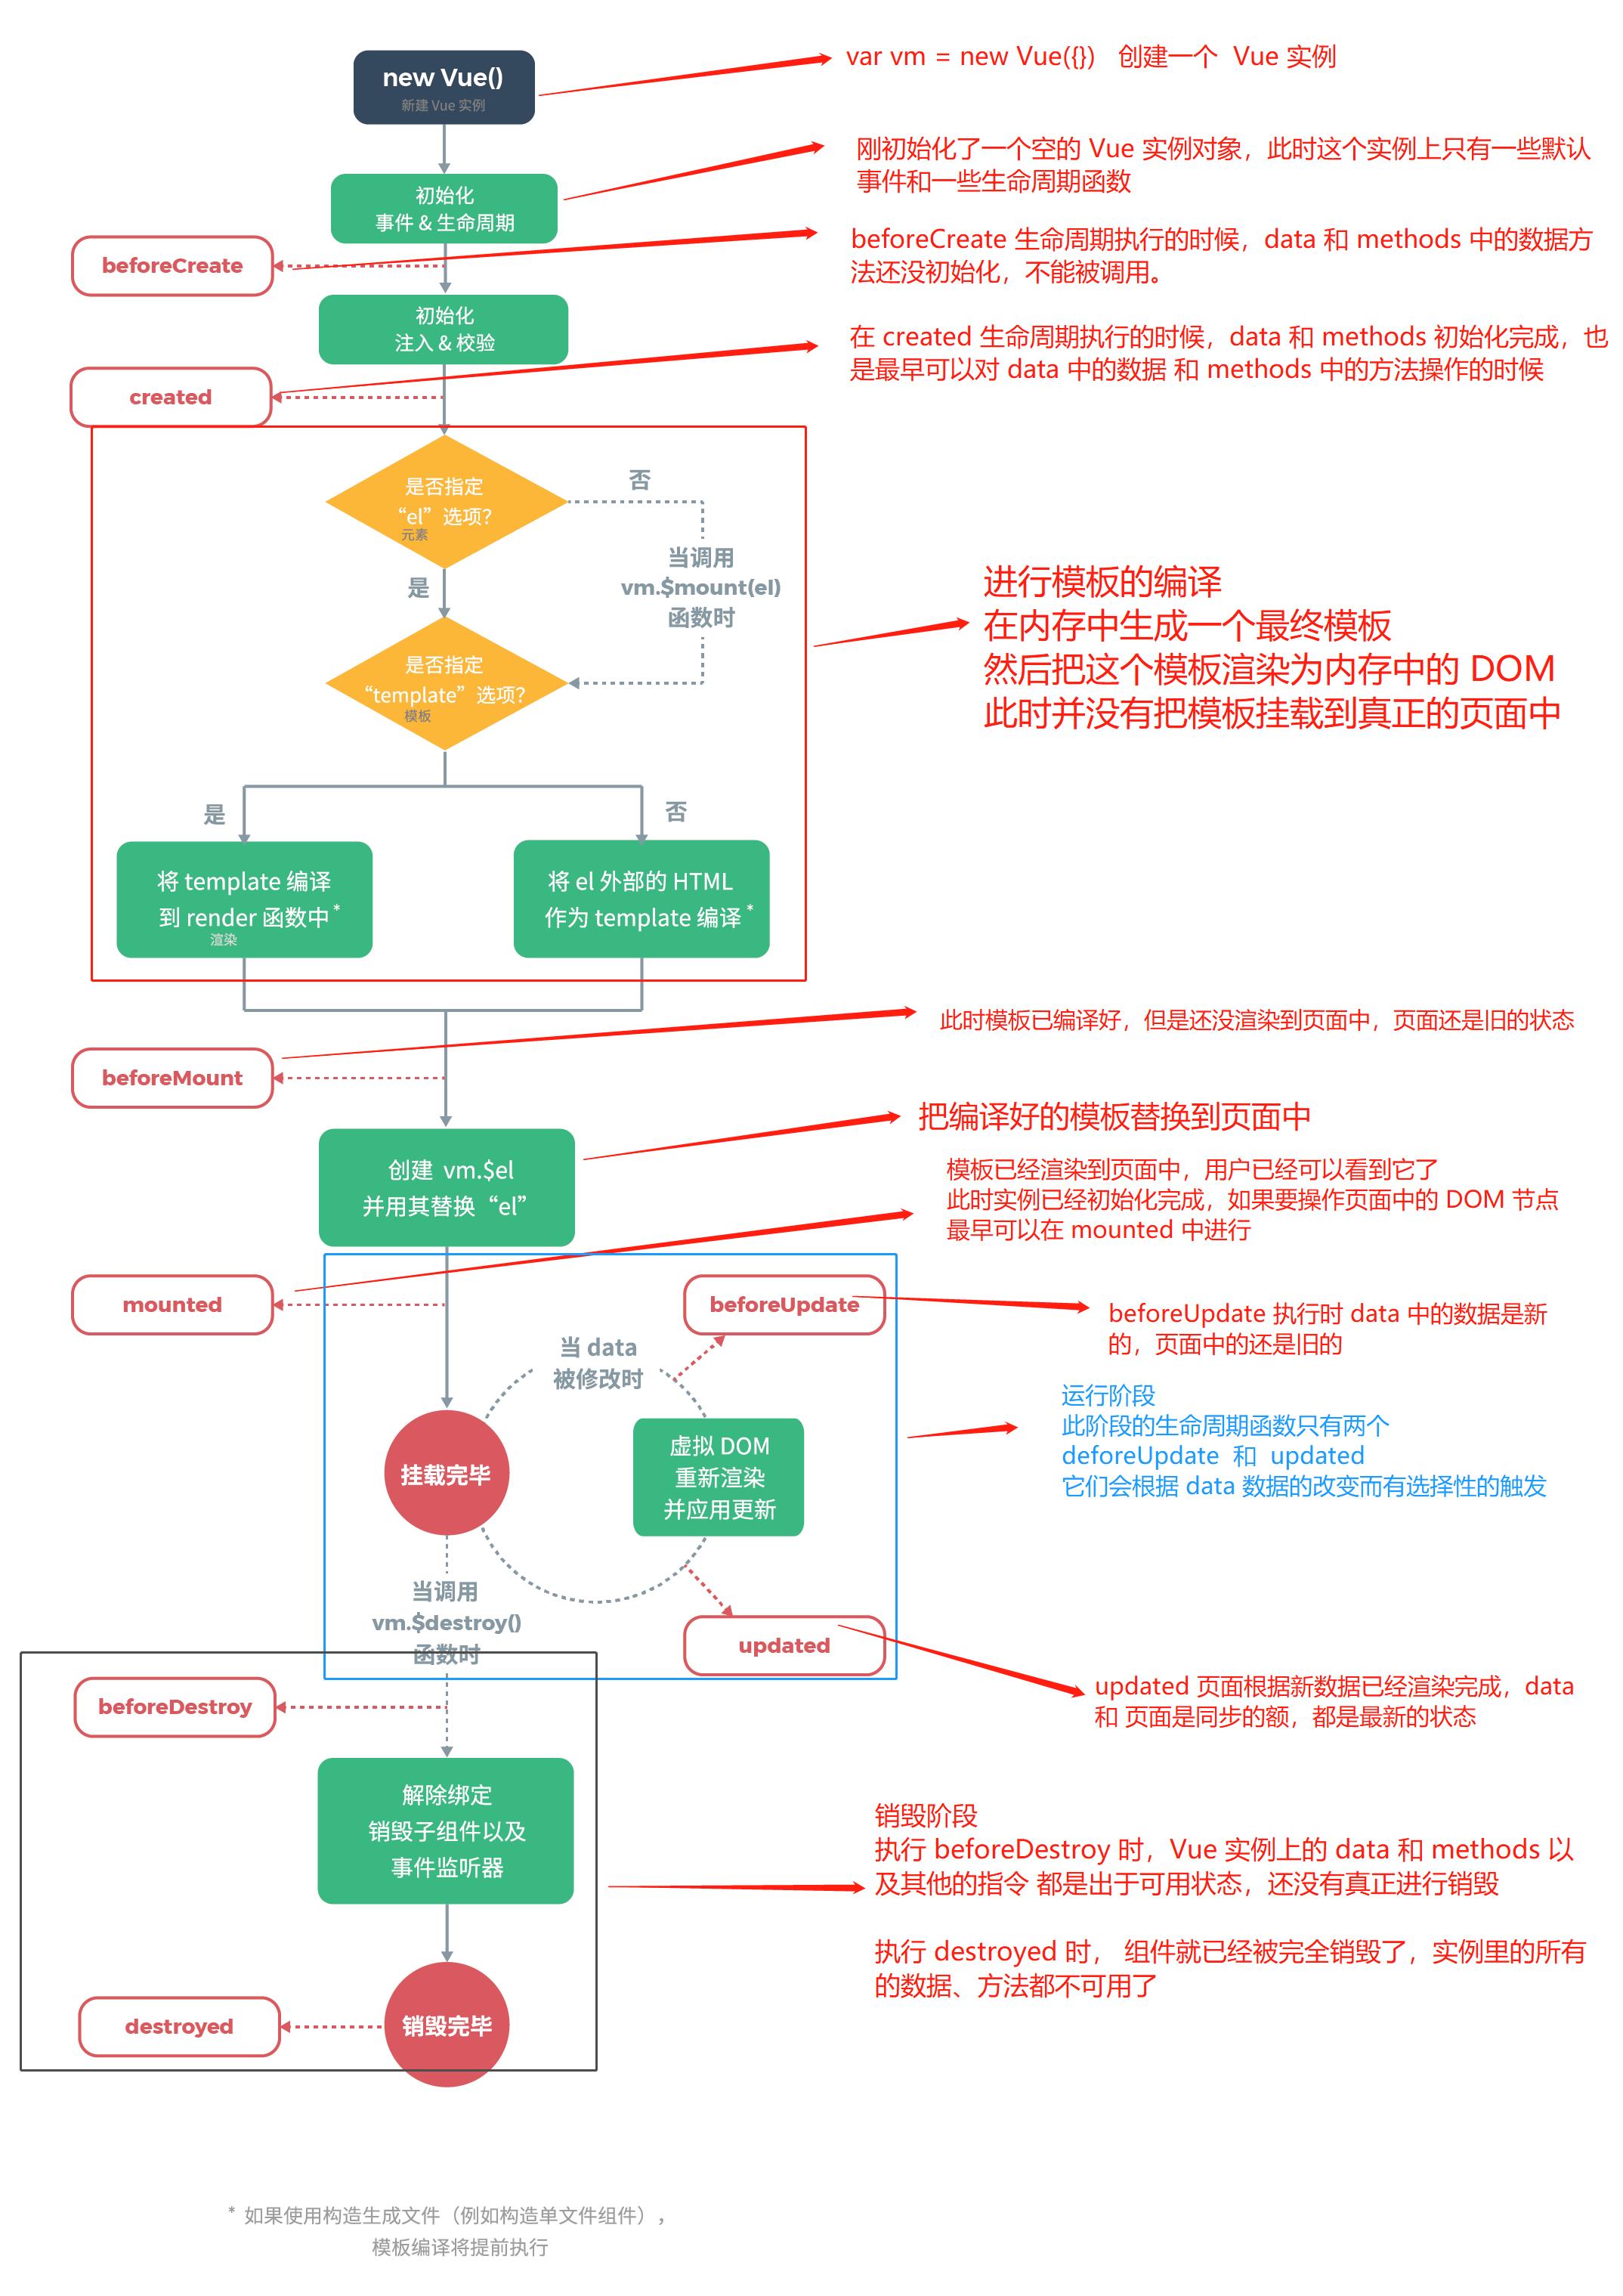 new Vue()
新建 Vue 实例
var vm = new Vue({}) 创建一个 Vue 实例
初始化
事件 & 生命周期
刚初始化了一个空的 Vue 实例对象，此时这个实例上只有一些默认
事件和一些生命周期函数
beforeCreate
beforeCreate 生命周期执行的时候，data 和 methods 中的数据方
法还没初始化，不能被调用。
初始化
注入 & 校验
created
在 created 生命周期执行的时候，data 和 methods 初始化完成，也
是最早可以对 data 中的数据 和 methods 中的方法操作的时候
是否指定
“el”选项？
元素
否
当调用
vm.$mount(el)
函数时
是
是否指定
“template”选项？
模板
进行模板的编译
在内存中生成一个最终模板
然后把这个模板渲染为内存中的 DOM
此时并没有把模板挂载到真正的页面中
是
否
将 template 编译
到 render 函数中 *
渲染
将 el 外部的 HTML
作为 template 编译 *
此时模板已编译好，但是还没渲染到页面中，页面还是旧的状态
beforeMount
创建 vm.$el
并用其替换“el”
把编译好的模板替换到页面中
模板已经渲染到页面中，用户已经可以看到它了
此时实例已经初始化完成，如果要操作页面中的 DOM 节点
最早可以在 mounted 中进行
mounted
beforeUpdate
beforeUpdate 执行时 data 中的数据是新
的，页面中的还是旧的
当 data
被修改时
挂载完毕
虚拟 DOM
重新渲染
并应用更新
运行阶段
此阶段的生命周期函数只有两个
deforeUpdate 和 updated
它们会根据 data 数据的改变而有选择性的触发
当调用
vm.$destroy()
函数时
updated
updated 页面根据新数据已经渲染完成，data
和 页面是同步的额，都是最新的状态
beforeDestroy
解除绑定
销毁子组件以及
事件监听器
销毁阶段
执行 beforeDestroy 时，Vue 实例上的 data 和 methods 以
及其他的指令 都是出于可用状态，还没有真正进行销毁
执行 destroyed 时， 组件就已经被完全销毁了，实例里的所有
的数据、方法都不可用了
destroyed
销毁完毕
* 如果使用构造生成文件（例如构造单文件组件），
模板编译将提前执行